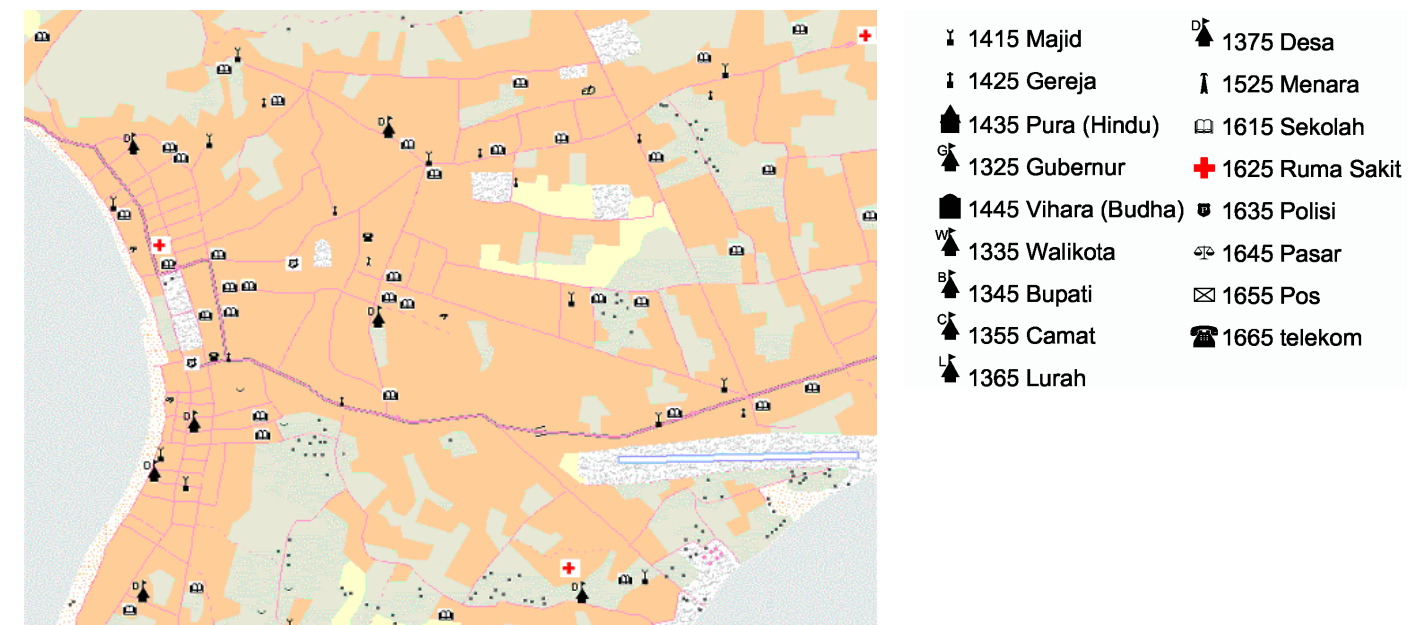 1415 Majid
1425 Gereja
1435 Pura (Hindu)
G
1325 Gubernur
1445 Vihara (Budha)
W
1335 Walikota
B
1345 Bupati
C
1355 Camat
L
1365 Lurah
D
1375 Desa
1525 Menara
1615 Sekolah
1625 Ruma Sakit
1635 Polisi
1645 Pasar
1655 Pos
1665 telekom
D
D
D
D
D
D
D